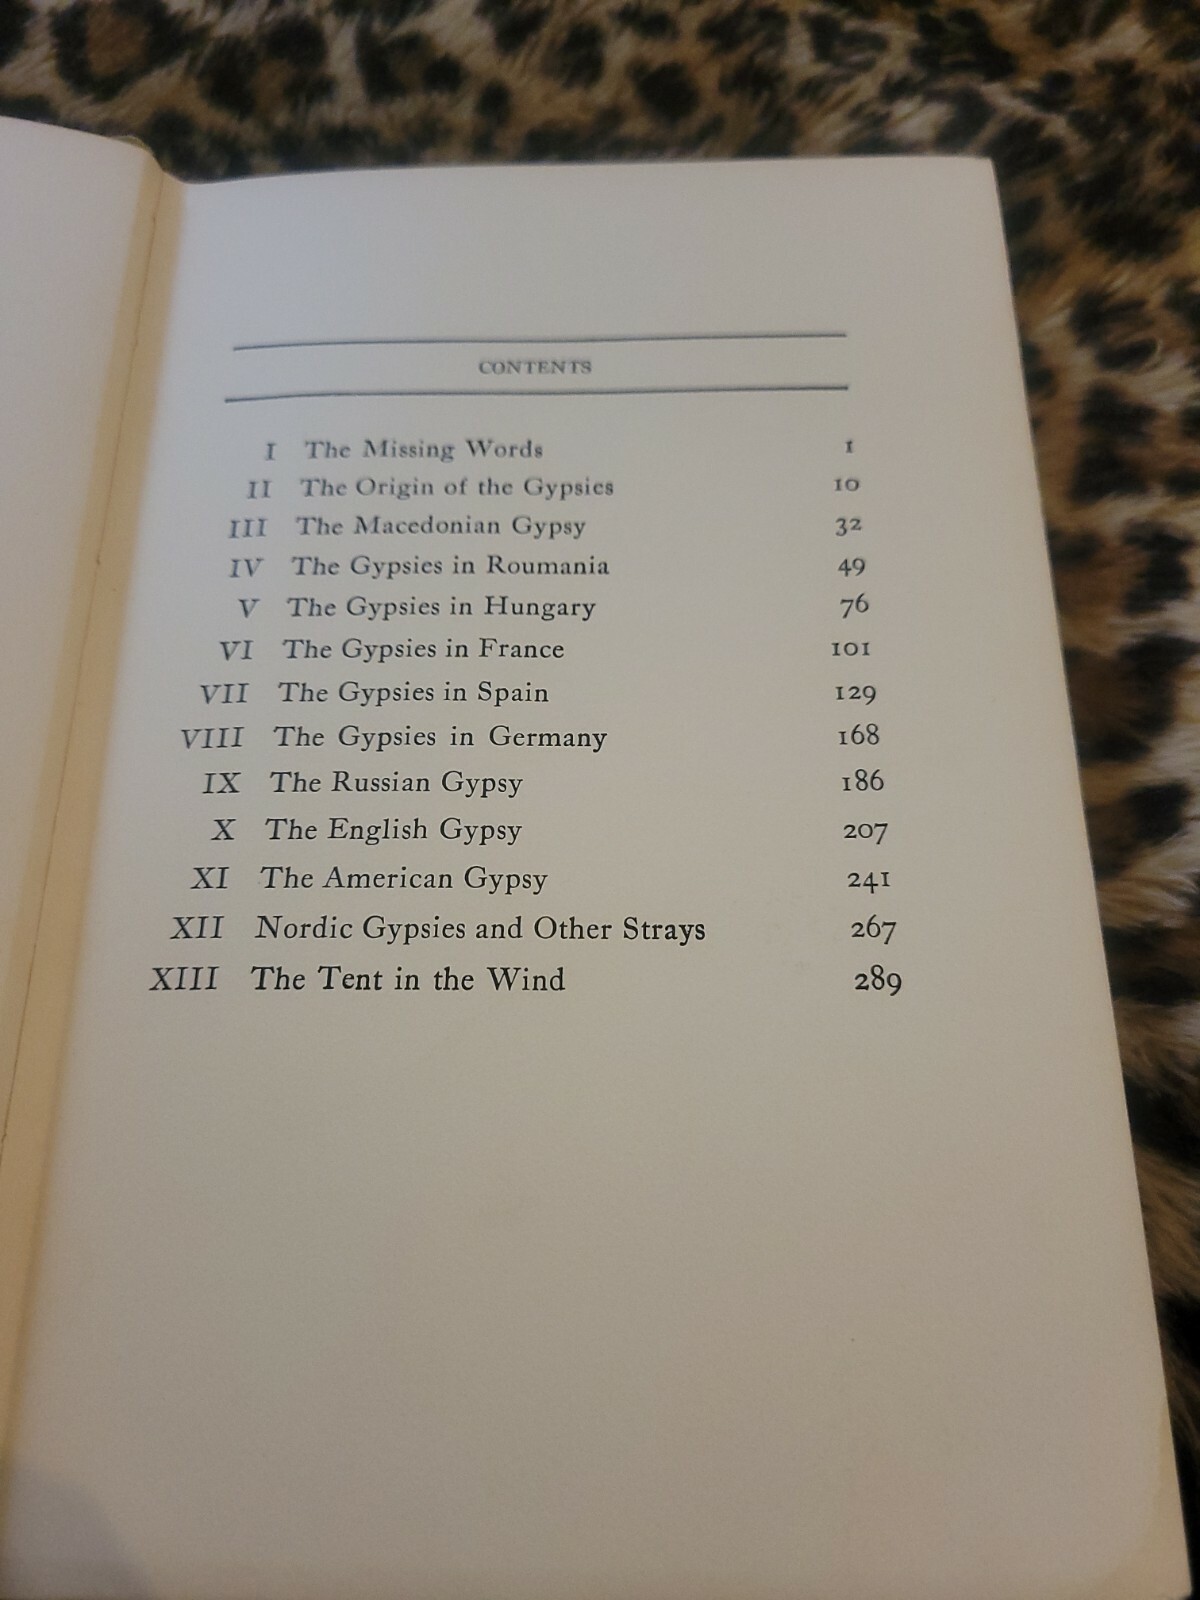 CONTENTS
I The Missing Words 1
II The Origin of the Gypsies 10
III The Macedonian Gypsy 32
IV The Gypsies in Roumania 49
V The Gypsies in Hungary 76
VI The Gypsies in France 101
VII The Gypsies in Spain 129
VIII The Gypsies in Germany 168
IX The Russian Gypsy 186
X The English Gypsy 207
XI The American Gypsy 241
XII Nordic Gypsies and Other Strays 267
XIII The Tent in the Wind 289